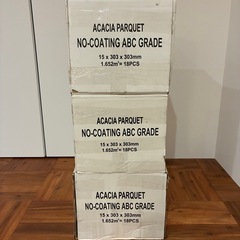 ACACIA PARQUET
NO-COATING ABC GRADE
15 x 303 x 303mm
1.652m²= 18PCS
ACACIA PARQUET
NO-COATING ABC GRADE
15 x 303 x 303mm
1.652m²= 18PCS
ACACIA PARQUET
NO-COATING ABC GRADE
15 x 303 x 303mm
1.652m²= 18PCS